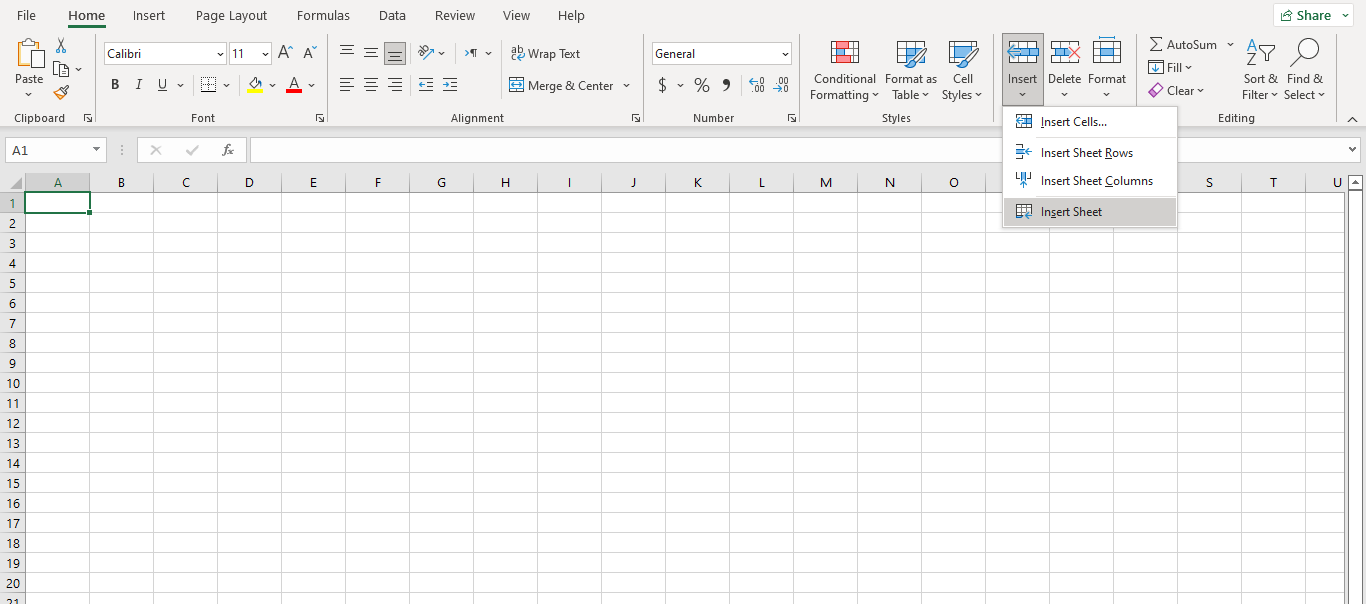 File Home Insert Page Layout Formulas Data Review View Help Share
Paste
Clipboard
Calibri 11
B I U A
Font
ab Wrap Text
Merge & Center
Alignment
General
$ % 9
Number
Conditional Formatting
Format as Table
Cell Styles
Styles
Insert Delete Format
AutoSum
Fill
Clear
Sort & Filter
Find & Select
Editing
Insert Cells...
Insert Sheet Rows
Insert Sheet Columns
Insert Sheet
A1 fx
A B C D E F G H I J K L M N O S T U
1
2
3
4
5
6
7
8
9
10
11
12
13
14
15
16
17
18
19
20
21